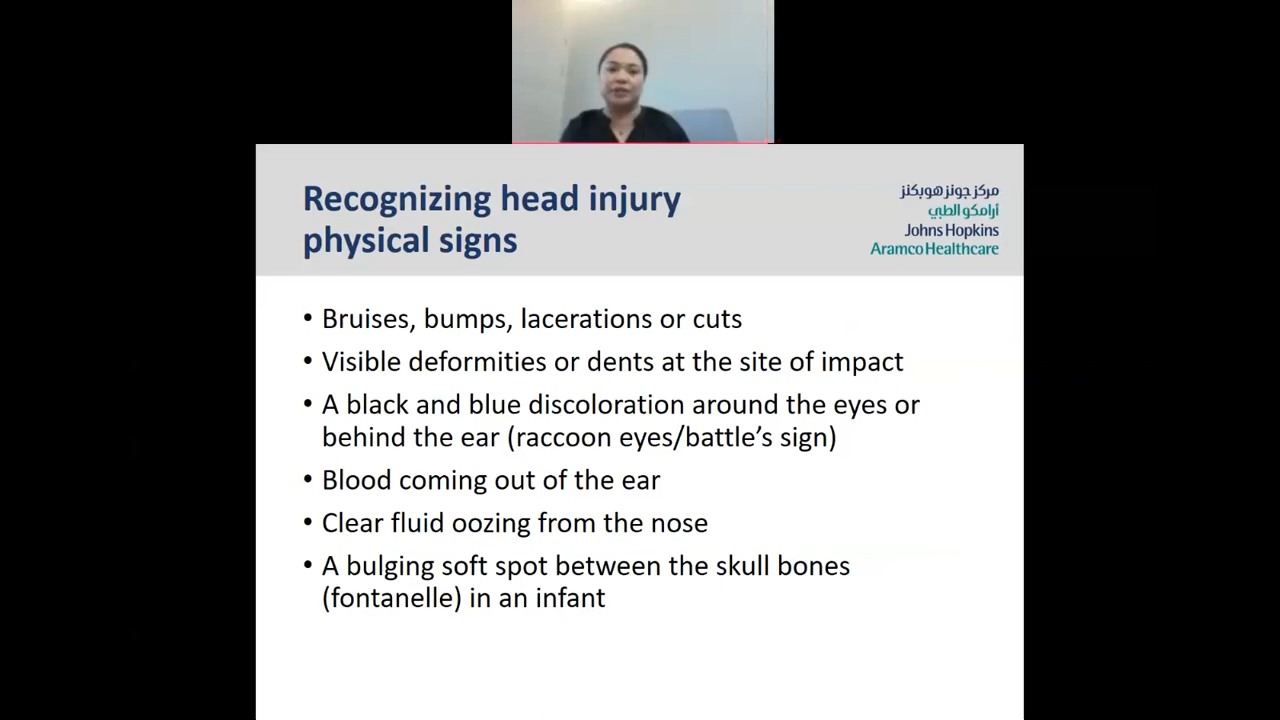 Recognizing head injury
physical signs
مركز جونز هوبكنز
أرامكو الطبي
Johns Hopkins
Aramco Healthcare
• Bruises, bumps, lacerations or cuts
• Visible deformities or dents at the site of impact
• A black and blue discoloration around the eyes or
behind the ear (raccoon eyes/battle’s sign)
• Blood coming out of the ear
• Clear fluid oozing from the nose
• A bulging soft spot between the skull bones
(fontanelle) in an infant